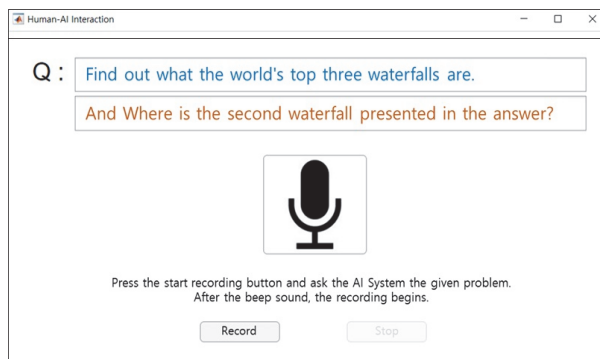 Human-AI Interaction
Q : Find out what the world's top three waterfalls are.
And Where is the second waterfall presented in the answer?
Press the start recording button and ask the AI System the given problem.
After the beep sound, the recording begins.
Record Stop